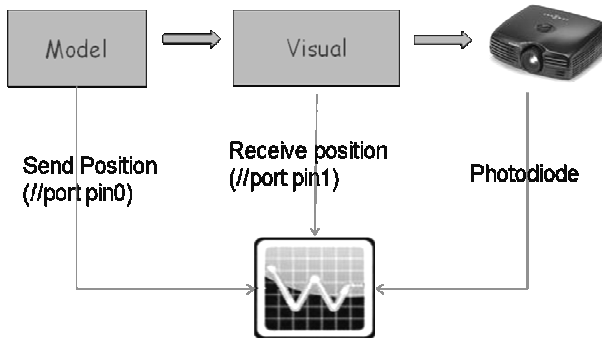 Model
Visual
Send Position
(//port pin0)
Receive position
(//port pin1)
Photodiode